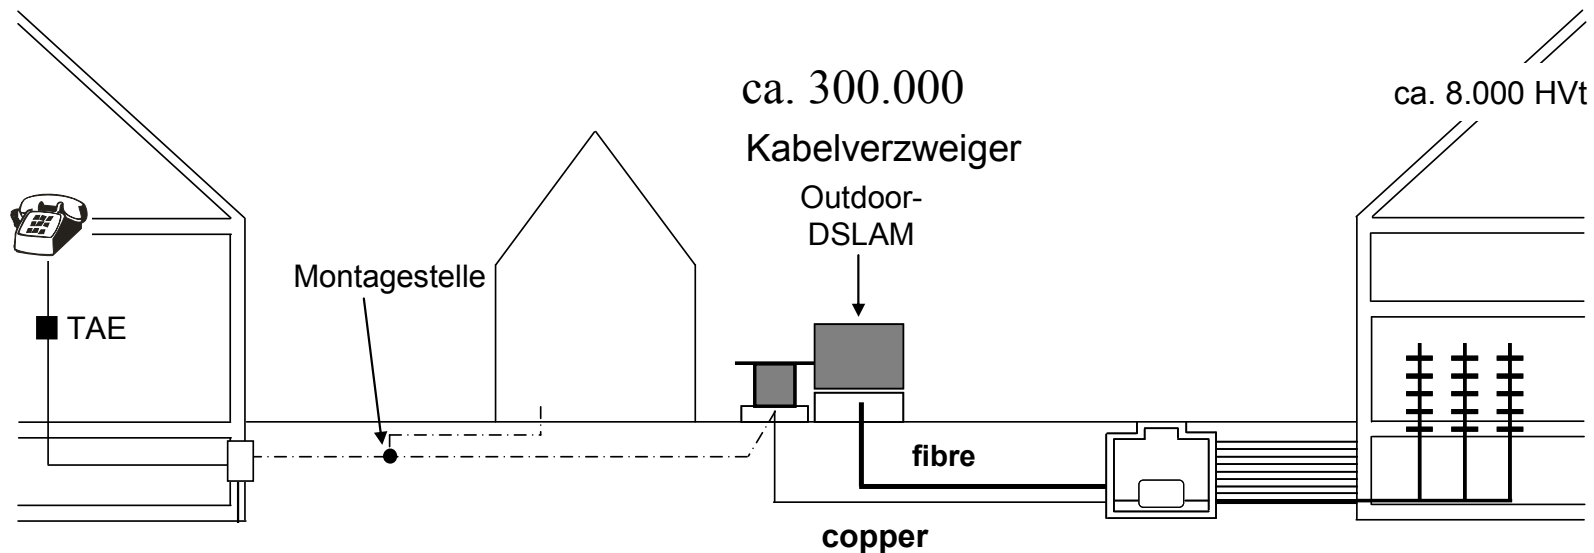 ca. 300.000
Kabelverzweiger
Outdoor-
DSLAM
ca. 8.000 HVt
Montagestelle
TAE
fibre
copper